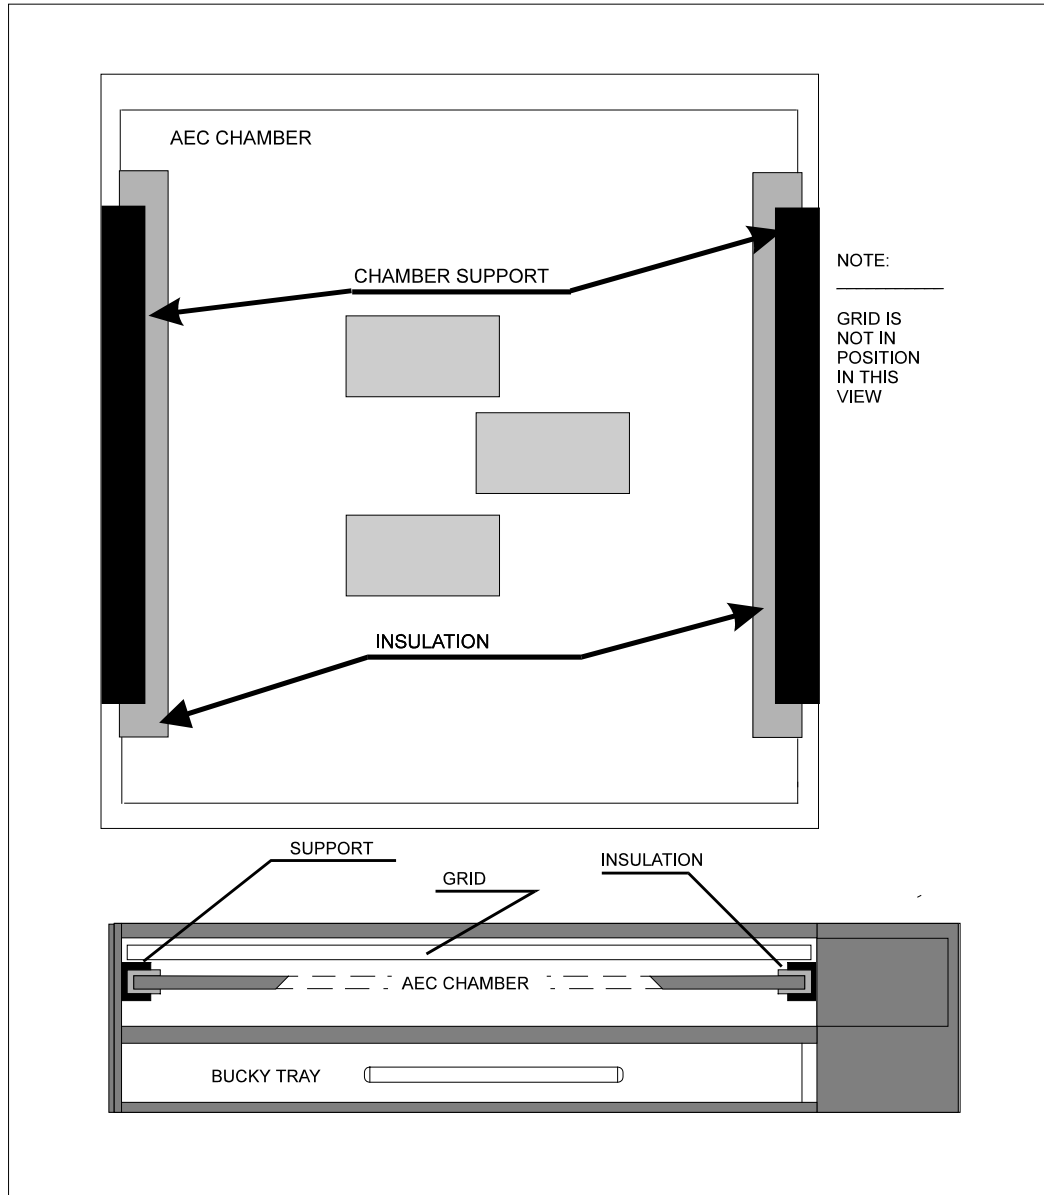 AEC CHAMBER
CHAMBER SUPPORT
NOTE:
GRID IS
NOT IN
POSITION
IN THIS
VIEW
INSULATION
SUPPORT
GRID
INSULATION
AEC CHAMBER
BUCKY TRAY